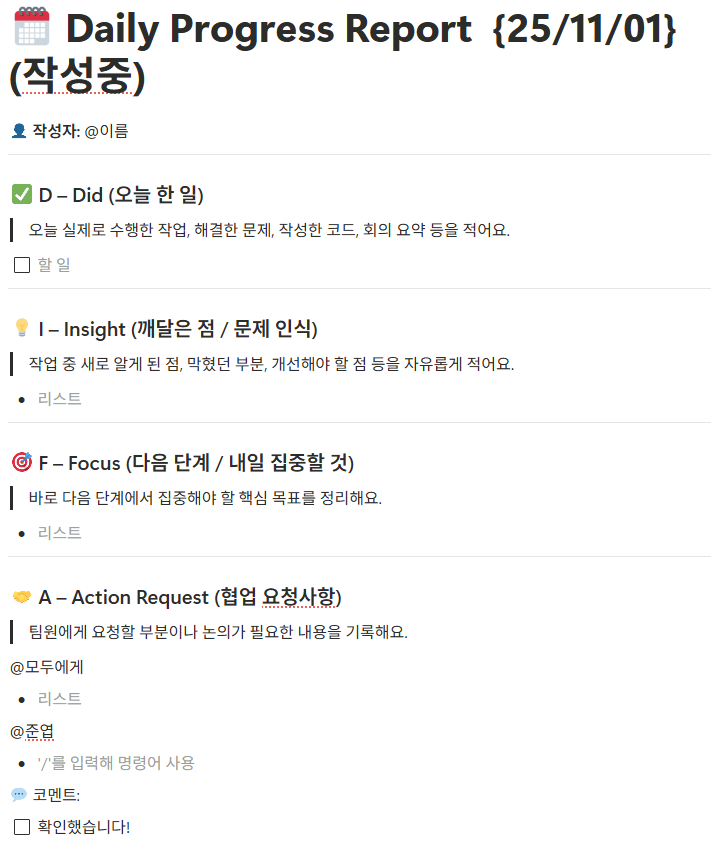 Daily Progress Report {25/11/01}
(작성중)
👤 작성자: @이름
✅ D – Did (오늘 한 일)
오늘 실제로 수행한 작업, 해결한 문제, 작성한 코드, 회의 요약 등을 적어요.
할 일
💡 I – Insight (깨달은 점 / 문제 인식)
작업 중 새로 알게 된 점, 막혔던 부분, 개선해야 할 점 등을 자유롭게 적어요.
• 리스트
🎯 F – Focus (다음 단계 / 내일 집중할 것)
바로 다음 단계에서 집중해야 할 핵심 목표를 정리해요.
• 리스트
🤝 A – Action Request (협업 요청사항)
팀원에게 요청할 부분이나 논의가 필요한 내용을 기록해요.
@모두에게
• 리스트
@준엽
• '/'를 입력해 명령어 사용
💬 코멘트:
확인했습니다!